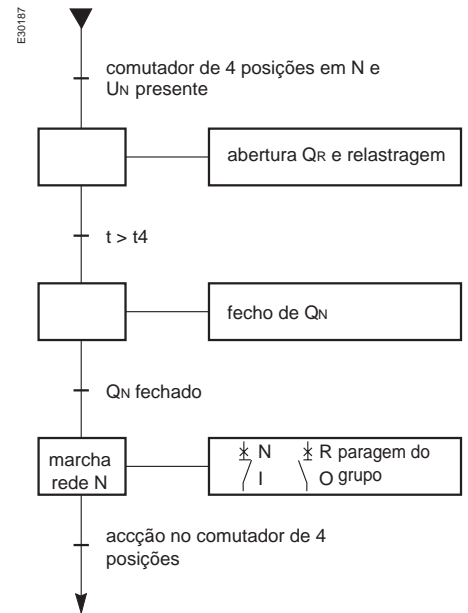 E30187
comutador de 4 posições em N e
UN presente
abertura QR e relastragem
t > t4
fecho de QN
QN fechado
marcha
rede N
N
I
R paragem do
O grupo
accção no comutador de 4
posições